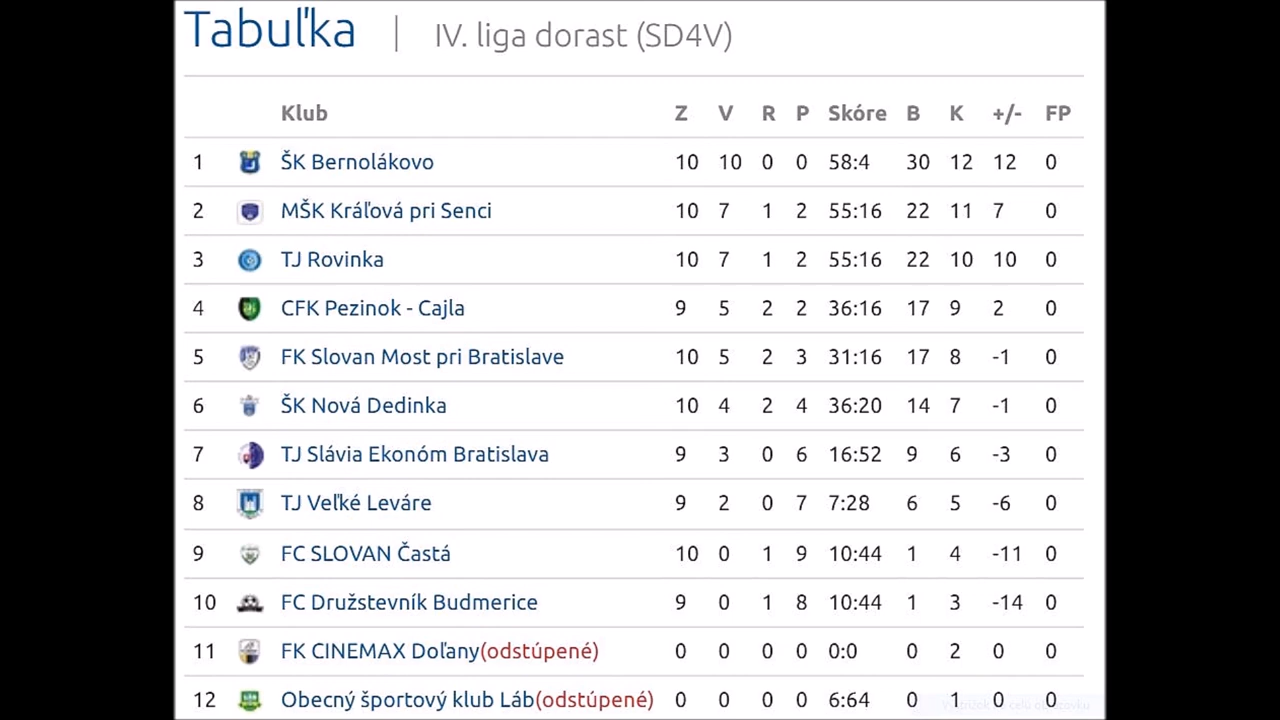 Tabuľka | IV. liga dorast (SD4V)
Klub Z V R P Skóre B K +/- FP
1 ŠK Bernolákovo 10 10 0 0 58:4 30 12 12 0
2 MŠK Kráľová pri Senci 10 7 1 2 55:16 22 11 7 0
3 TJ Rovinka 10 7 1 2 55:16 22 10 10 0
4 CFK Pezinok - Cajla 9 5 2 2 36:16 17 9 2 0
5 FK Slovan Most pri Bratislave 10 5 2 3 31:16 17 8 -1 0
6 ŠK Nová Dedinka 10 4 2 4 36:20 14 7 -1 0
7 TJ Slávia Ekonóm Bratislava 9 3 0 6 16:52 9 6 -3 0
8 TJ Veľké Leváre 9 2 0 7 7:28 6 5 -6 0
9 FC SLOVAN Častá 10 0 1 9 10:44 1 4 -11 0
10 FC Družstevník Budmerice 9 0 1 8 10:44 1 3 -14 0
11 FK CINEMAX Doľany(odstúpené) 0 0 0 0 0:0 0 2 0 0
12 Obecný športový klub Láb(odstúpené) 0 0 0 0 6:64 0 1 0 0